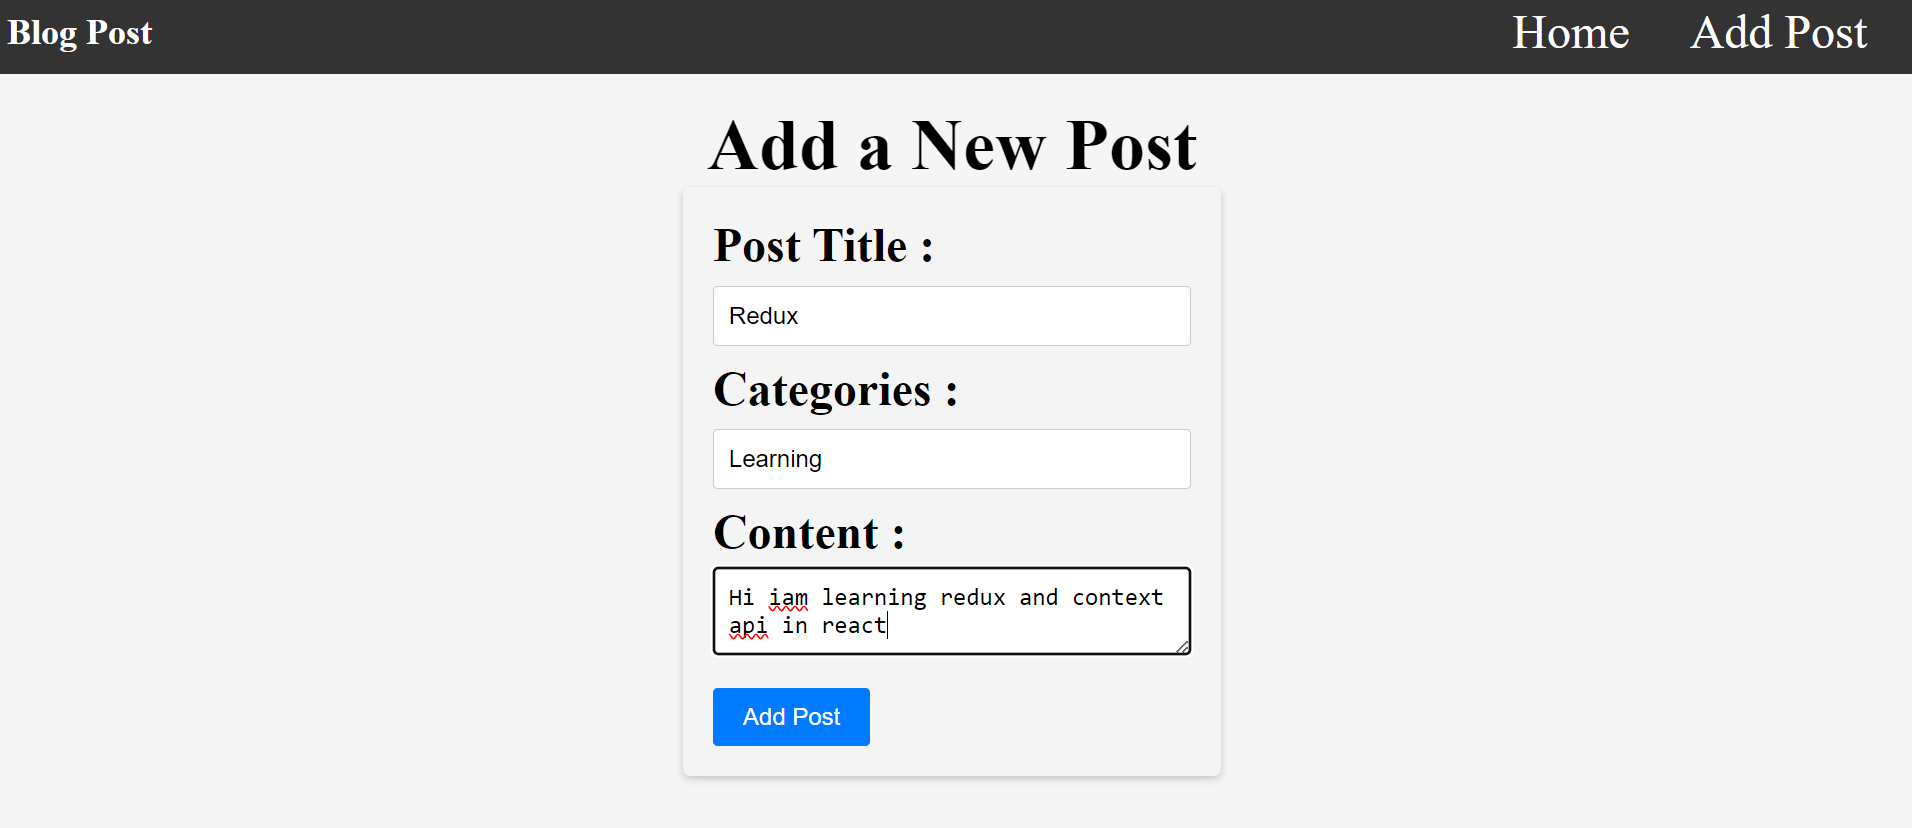 Blog Post
Home
Add Post
Add a New Post
Post Title :
Redux
Categories :
Learning
Content :
Hi iam learning redux and context
api in react
Add Post